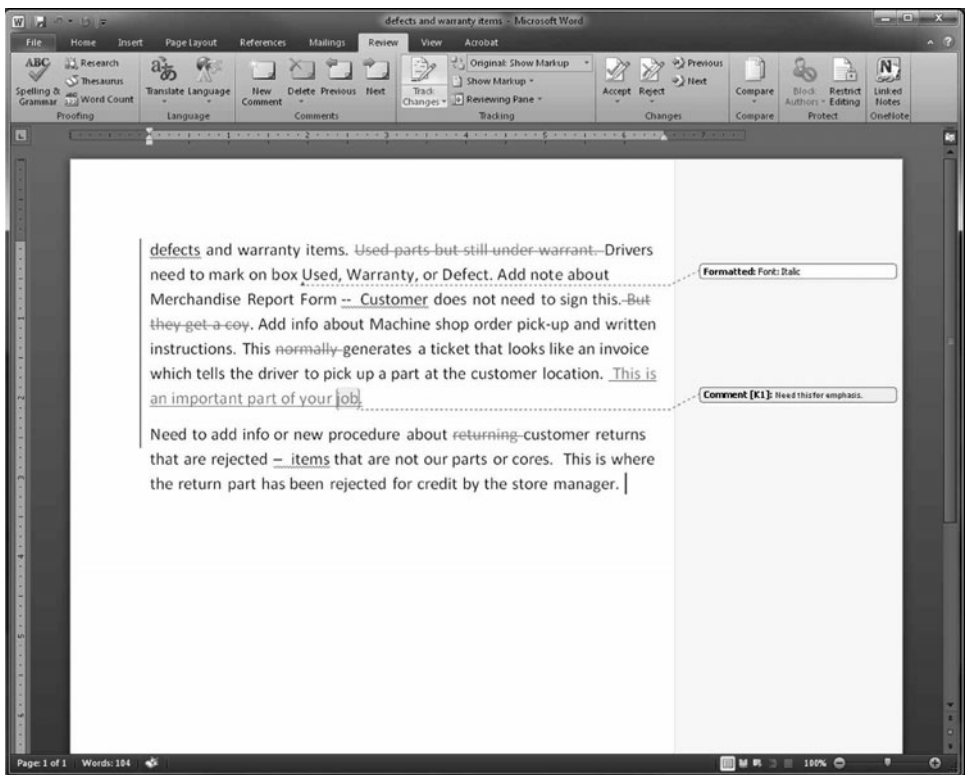 defects and warranty items - Microsoft Word
File Home Insert Page Layout References Mailings Review View Acrobat
ABC Spelling & Grammar
Research
Thesaurus
Word Count
Translate Language
New Comment Delete Previous Next
Track Changes
Original: Show Markup
Show Markup
Reviewing Pane
Accept Reject
Previous
Next
Compare
Block Authors Restrict Editing
Linked Notes
Proofing Language Comments Tracking Changes Compare Protect OneNote
defects and warranty items. Used parts but still under warrant. Drivers
need to mark on box Used, Warranty, or Defect. Add note about
Formatted: Font: Italic
Merchandise Report Form -- Customer does not need to sign this. But
they get a coy. Add info about Machine shop order pick-up and written
instructions. This normally generates a ticket that looks like an invoice
which tells the driver to pick up a part at the customer location. This is
an important part of your job.
Comment [K1]: Need this for emphasis.
Need to add info or new procedure about returning customer returns
that are rejected – items that are not our parts or cores. This is where
the return part has been rejected for credit by the store manager.
Page: 1 of 1 Words: 104 100%